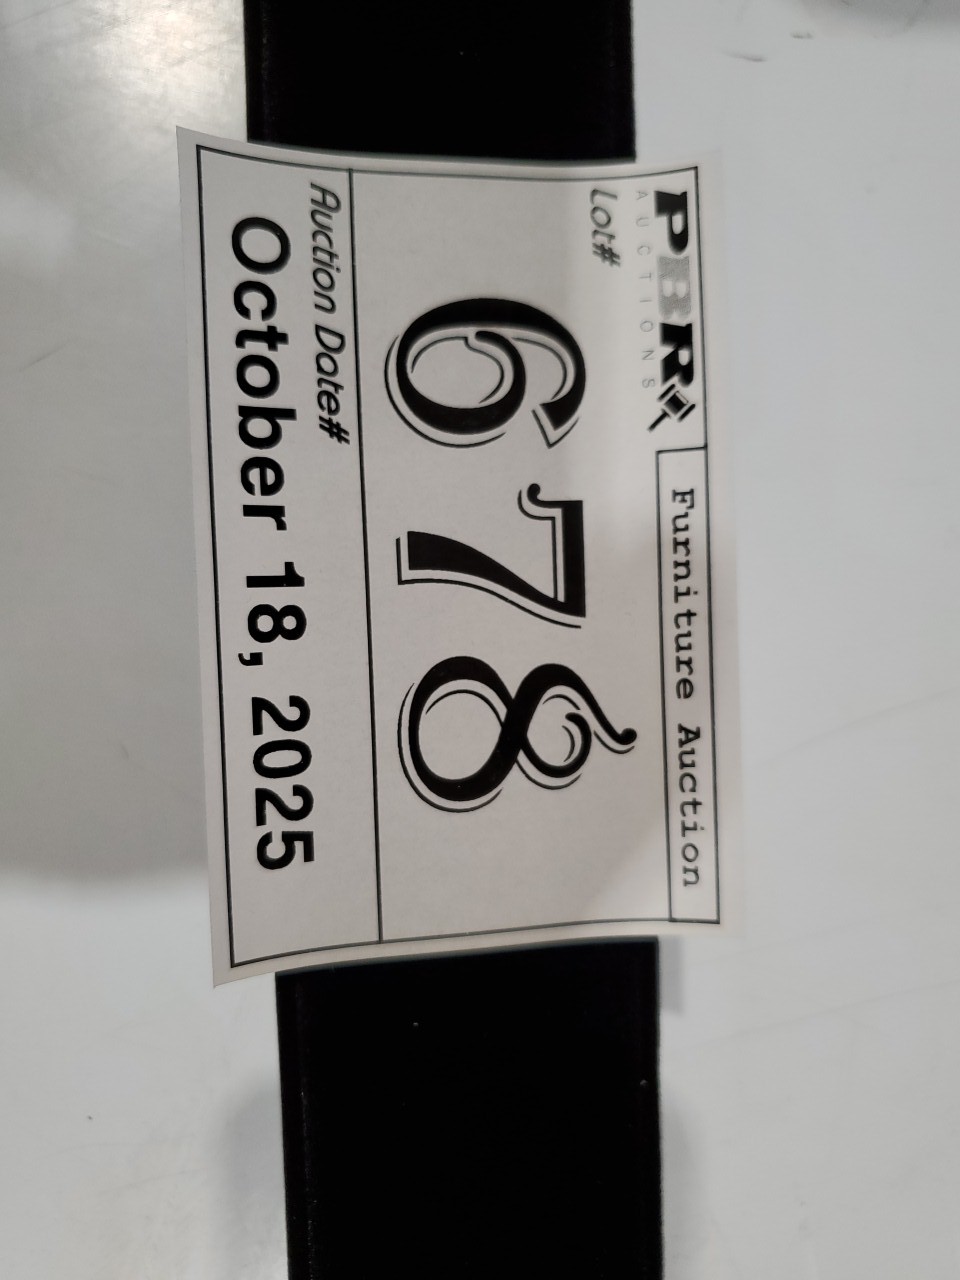 PBR
AUCTIONS
Furniture Auction
Lot#
678
Auction Date#
October 18, 2025